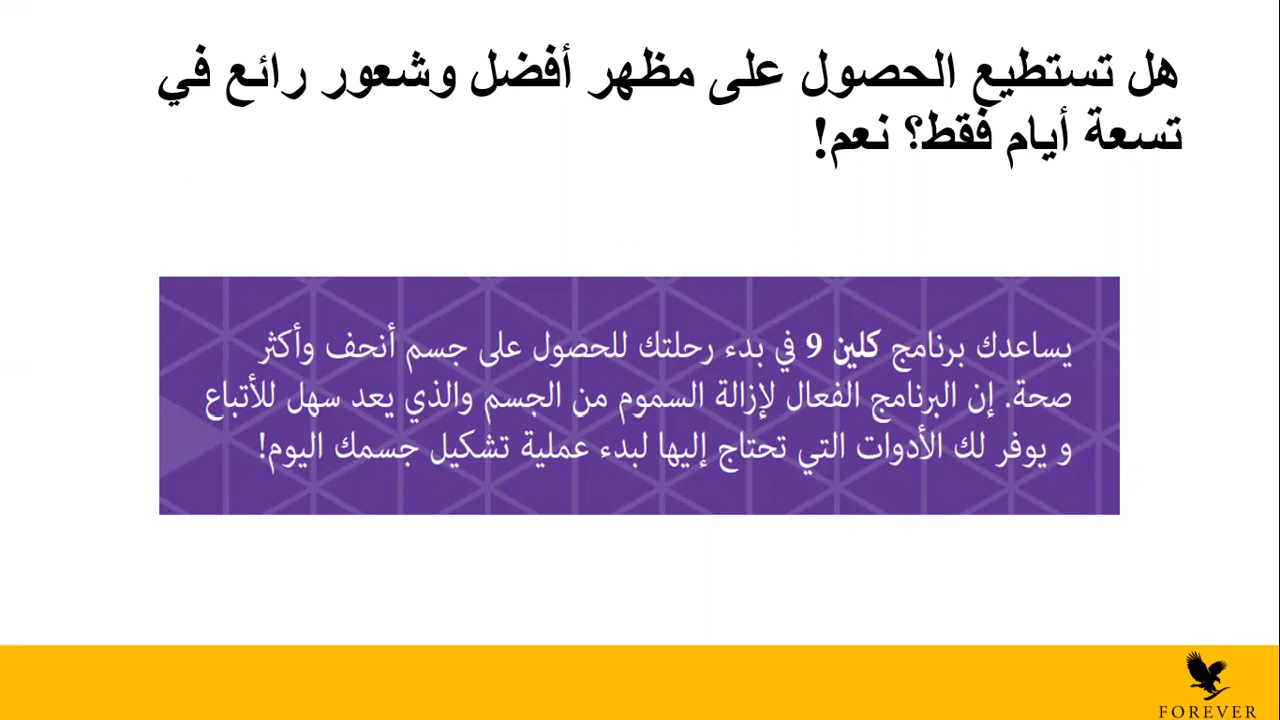 هل تستطيع الحصول على مظهر أفضل وشعور رائع في
تسعة أيام فقط؟ نعم!
يساعدك برنامج كلين 9 في بدء رحلتك للحصول على جسم أنحف وأكثر
صحة. إن البرنامج الفعال لإزالة السموم من الجسم والذي يعد سهل للأتباع
و يوفر لك الأدوات التي تحتاج إليها لبدء عملية تشكيل جسمك اليوم!
FOREVER